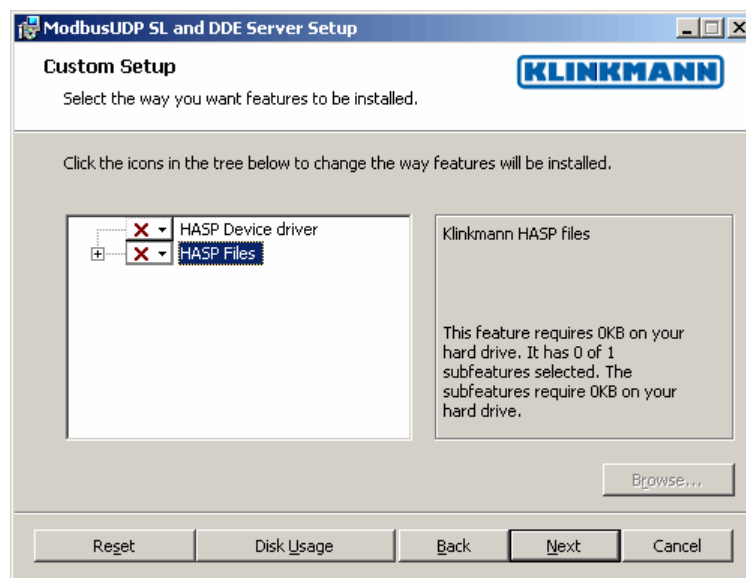 ModbusUDP SL and DDE Server Setup
Custom Setup
KLINKMANN
Select the way you want features to be installed.
Click the icons in the tree below to change the way features will be installed.
HASP Device driver
HASP Files
Klinkmann HASP files
This feature requires 0KB on your
hard drive. It has 0 of 1
subfeatures selected. The
subfeatures require 0KB on your
hard drive.
Browse...
Reset
Disk Usage
Back
Next
Cancel